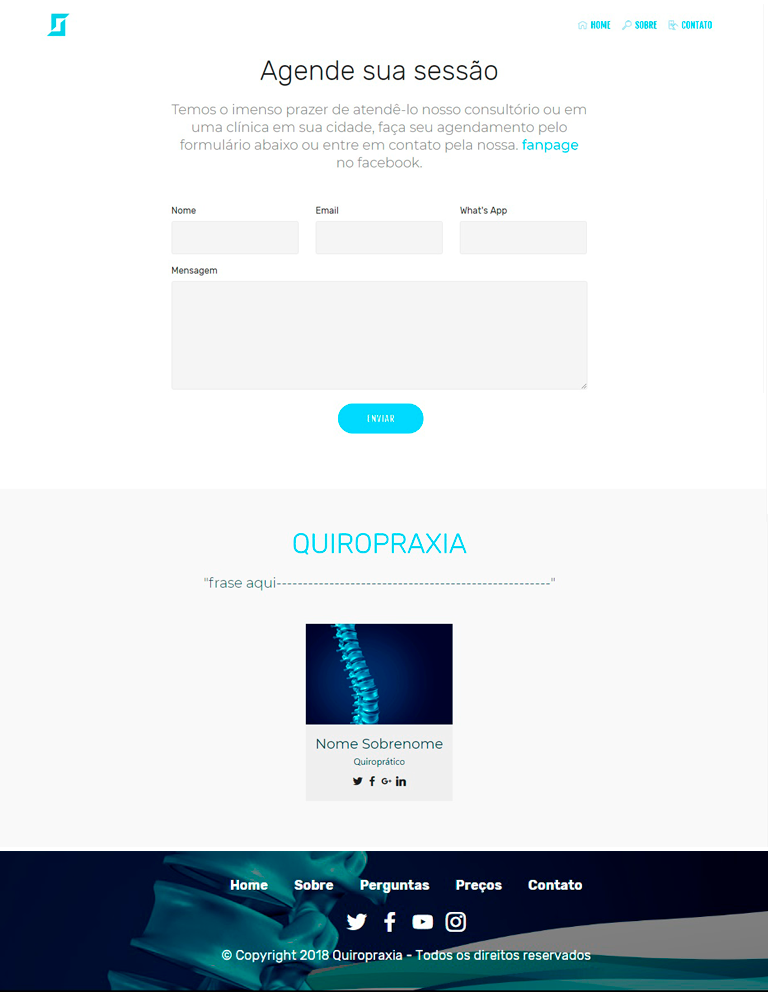 HOME SOBRE CONTATO
Agende sua sessão
Temos o imenso prazer de atendê-lo nosso consultório ou em
uma clínica em sua cidade, faça seu agendamento pelo
formulário abaixo ou entre em contato pela nossa. fanpage
no facebook.
Nome Email What's App
Mensagem
ENVIAR
QUIROPRAXIA
"frase aqui----------------------------------------------------"
Nome Sobrenome
Quiroprático
Home Sobre Perguntas Preços Contato
© Copyright 2018 Quiropraxia - Todos os direitos reservados